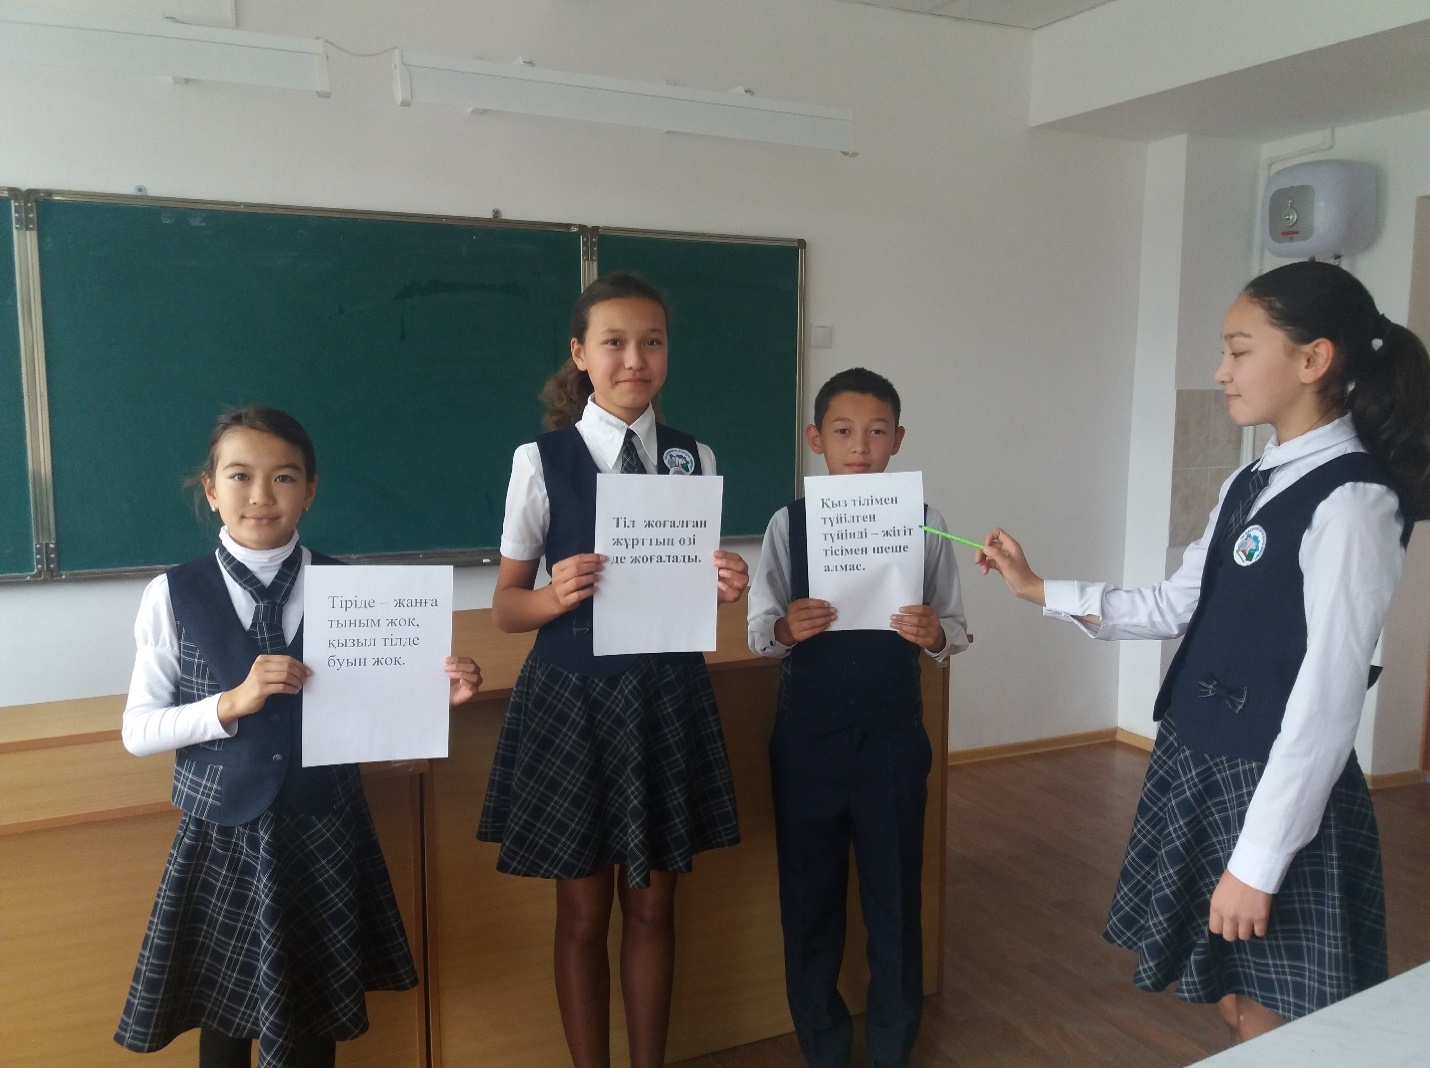 Тіріде – жанға
тыным жоқ,
қызыл тілде
буын жоқ.
Тіл жоғалған
жұрттың өзі
де жоғалады.
Қыз тілімен
түйілген
түйінді – жігіт
тісімен шеше
алмас.